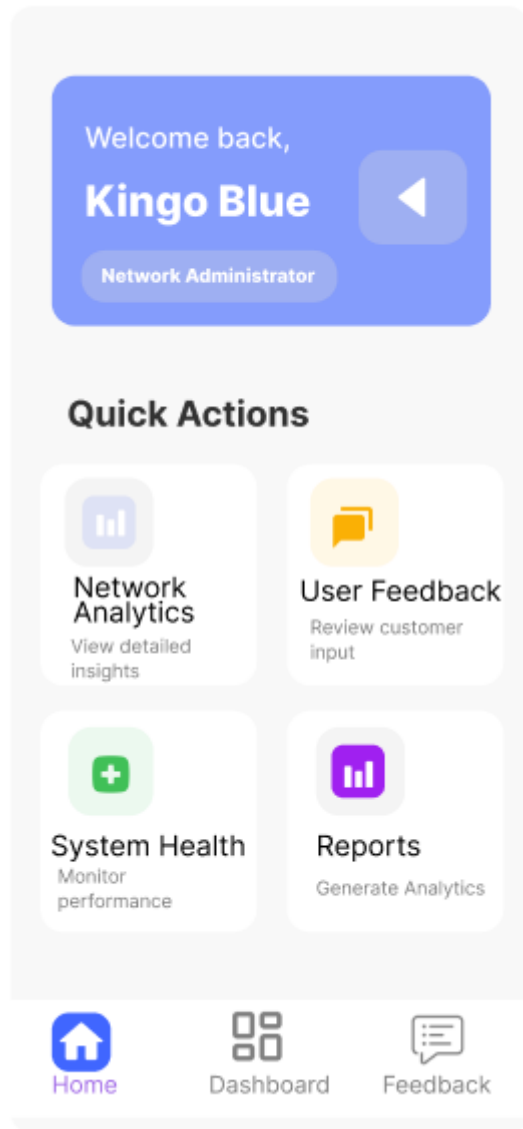 Welcome back,
Kingo Blue
Network Administrator
Quick Actions
Network
Analytics
View detailed
insights
User Feedback
Review customer
input
System Health
Monitor
performance
Reports
Generate Analytics
Home
Dashboard
Feedback